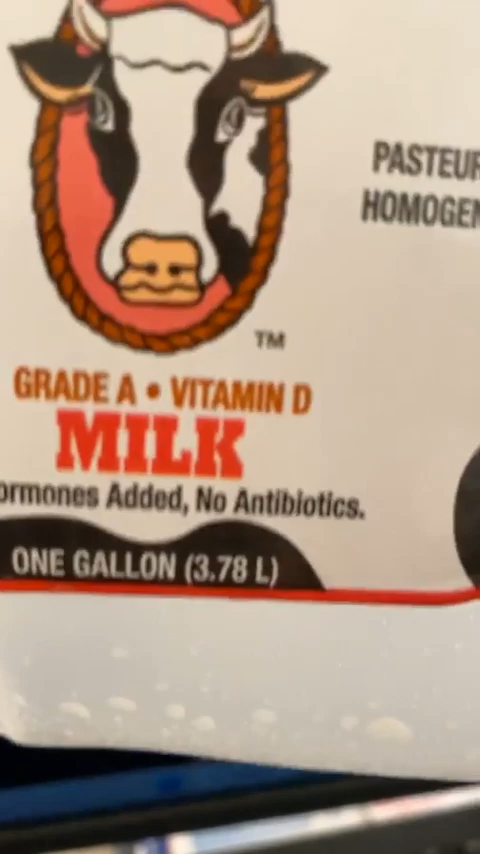 PASTEUR
HOMOGEN
TM
GRADE A • VITAMIN D
MILK
ormones Added, No Antibiotics.
ONE GALLON (3.78 L)